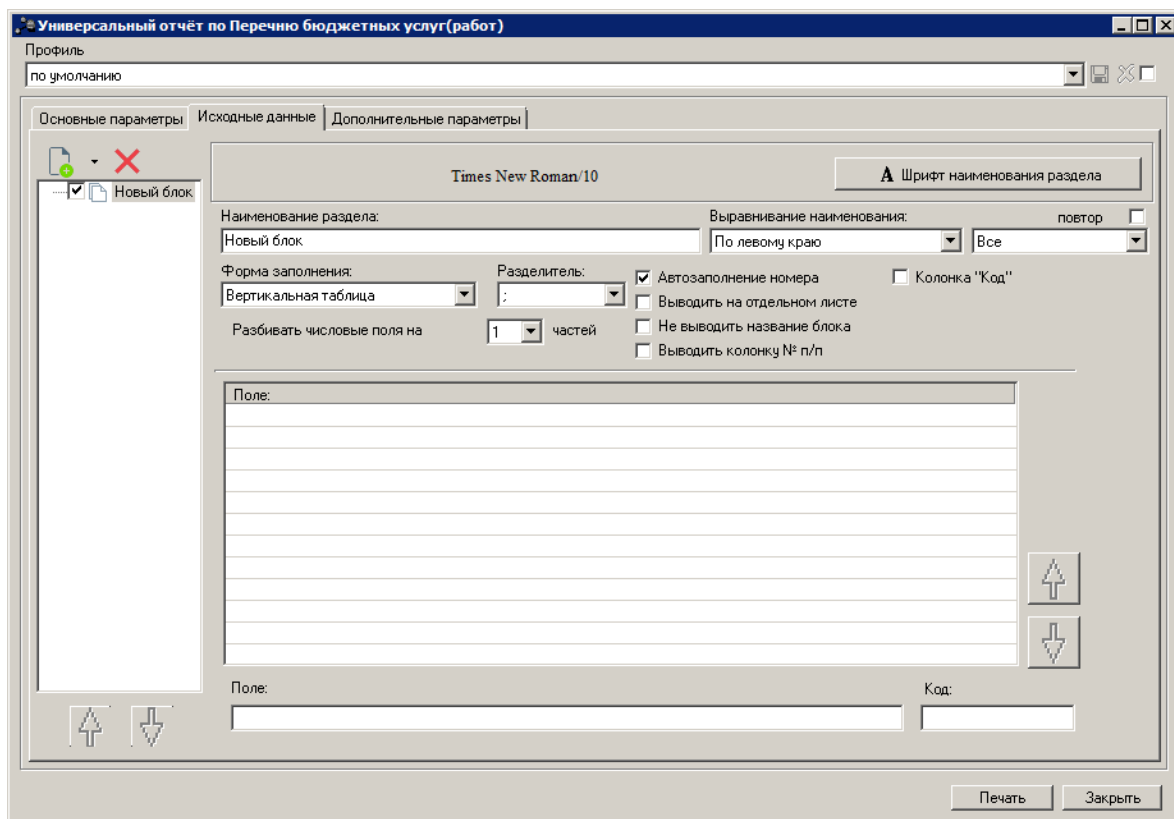 Универсальный отчёт по Перечню бюджетных услуг(работ)
Профиль
по умолчанию
Основные параметры Исходные данные Дополнительные параметры
Новый блок
Times New Roman/10
A Шрифт наименования раздела
Наименование раздела: Выравнивание наименования: повтор
Новый блок По левому краю Все
Форма заполнения: Разделитель:
Вертикальная таблица ;
Автозаполнение номера Колонка "Код"
Выводить на отдельном листе
Разбивать числовые поля на 1 частей
Не выводить название блока
Выводить колонку № п/п
Поле:
Поле: Код:
Печать Закрыть